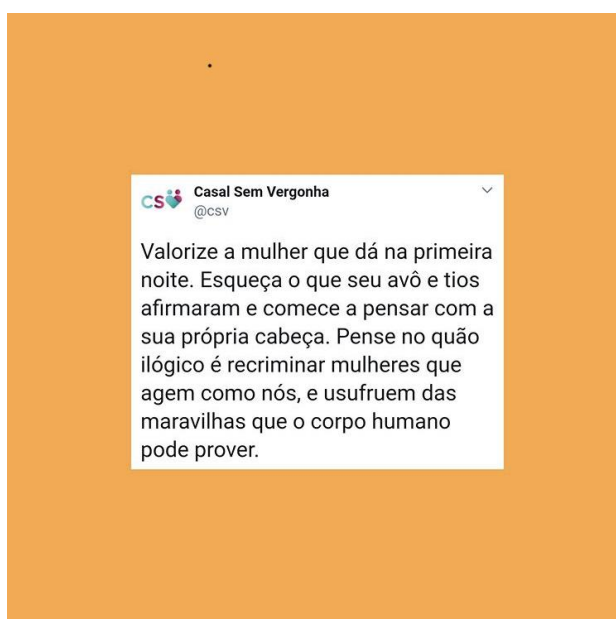 CS
Casal Sem Vergonha
@csv
Valorize a mulher que dá na primeira
noite. Esqueça o que seu avô e tios
afirmaram e comece a pensar com a
sua própria cabeça. Pense no quão
ilógico é recriminar mulheres que
agem como nós, e usufruem das
maravilhas que o corpo humano
pode prover.